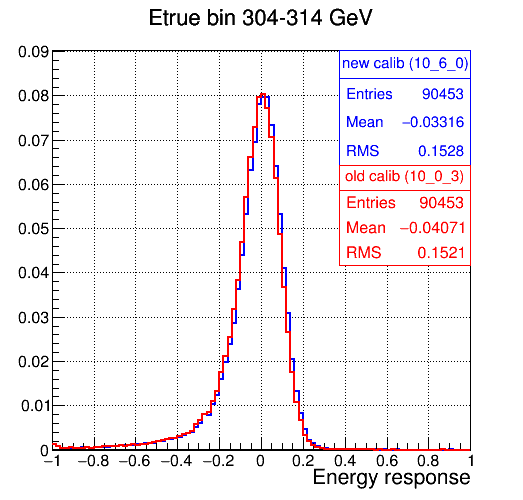 Etrue bin 304-314 GeV
new calib (10_6_0)
Entries 90453
Mean −0.03316
RMS 0.1528
old calib (10_0_3)
Entries 90453
Mean −0.04071
RMS 0.1521
0.09
0.08
0.07
0.06
0.05
0.04
0.03
0.02
0.01
0
−1 −0.8 −0.6 −0.4 −0.2 0 0.2 0.4 0.6 0.8 1
Energy response